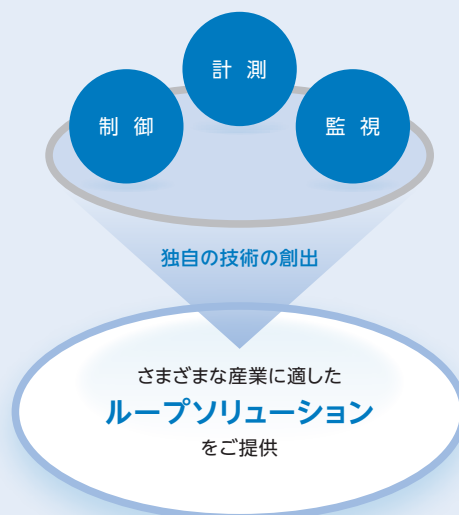 計測
制御
監視
独自の技術の創出
さまざまな産業に適した
ループソリューション
をご提供